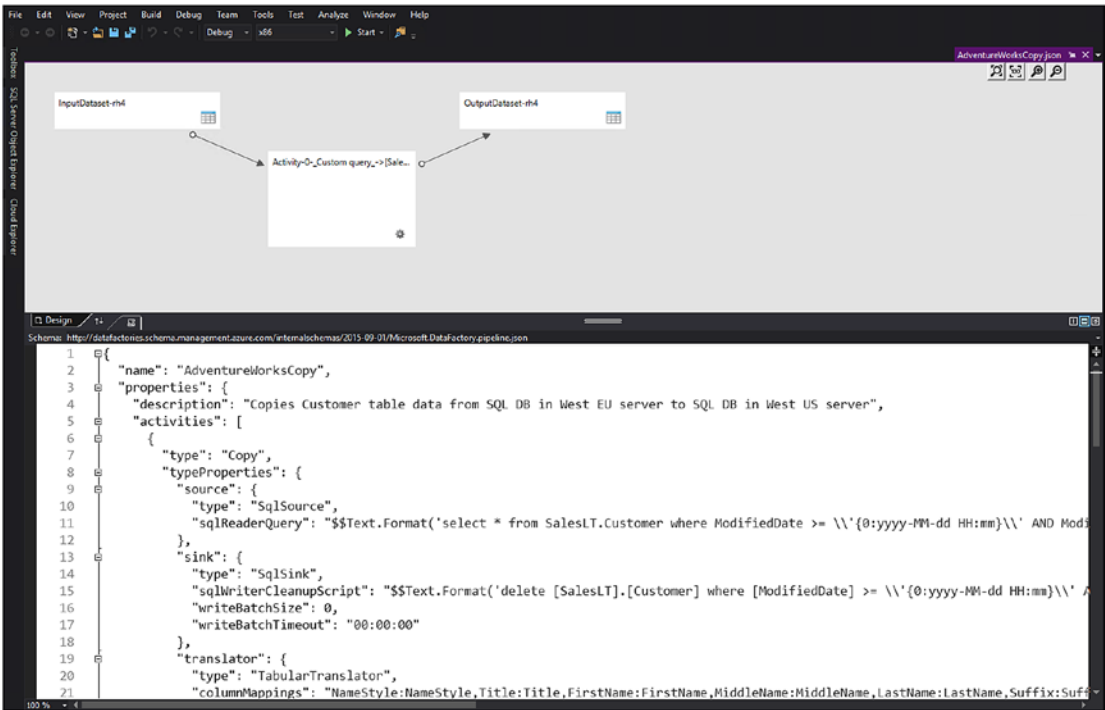 File Edit View Project Build Debug Team Tools Test Analyze Window Help
Debug x86 Start
AdventureWorksCopy.json
Toolbox
SQL Server Object Explorer
Cloud Explorer
InputDataset-rh4
OutputDataset-rh4
Activity-0-_Custom query_->[Sale...
Design
Schema: http://datafactories.schema.management.azure.com/internalschemas/2015-09-01/Microsoft.DataFactory.pipeline.json
1 {
2 "name": "AdventureWorksCopy",
3 "properties": {
4 "description": "Copies Customer table data from SQL DB in West EU server to SQL DB in West US server",
5 "activities": [
6 {
7 "type": "Copy",
8 "typeProperties": {
9 "source": {
10 "type": "SqlSource",
11 "sqlReaderQuery": "$$Text.Format('select * from SalesLT.Customer where ModifiedDate >= \\'{0:yyyy-MM-dd HH:mm}\\' AND Modi
12 },
13 "sink": {
14 "type": "SqlSink",
15 "sqlWriterCleanupScript": "$$Text.Format('delete [SalesLT].[Customer] where [ModifiedDate] >= \\'{0:yyyy-MM-dd HH:mm}\\' A
16 "writeBatchSize": 0,
17 "writeBatchTimeout": "00:00:00"
18 },
19 "translator": {
20 "type": "TabularTranslator",
21 "columnMappings": "NameStyle:NameStyle,Title:Title,FirstName:FirstName,MiddleName:MiddleName,LastName:LastName,Suffix:Suff
100 %